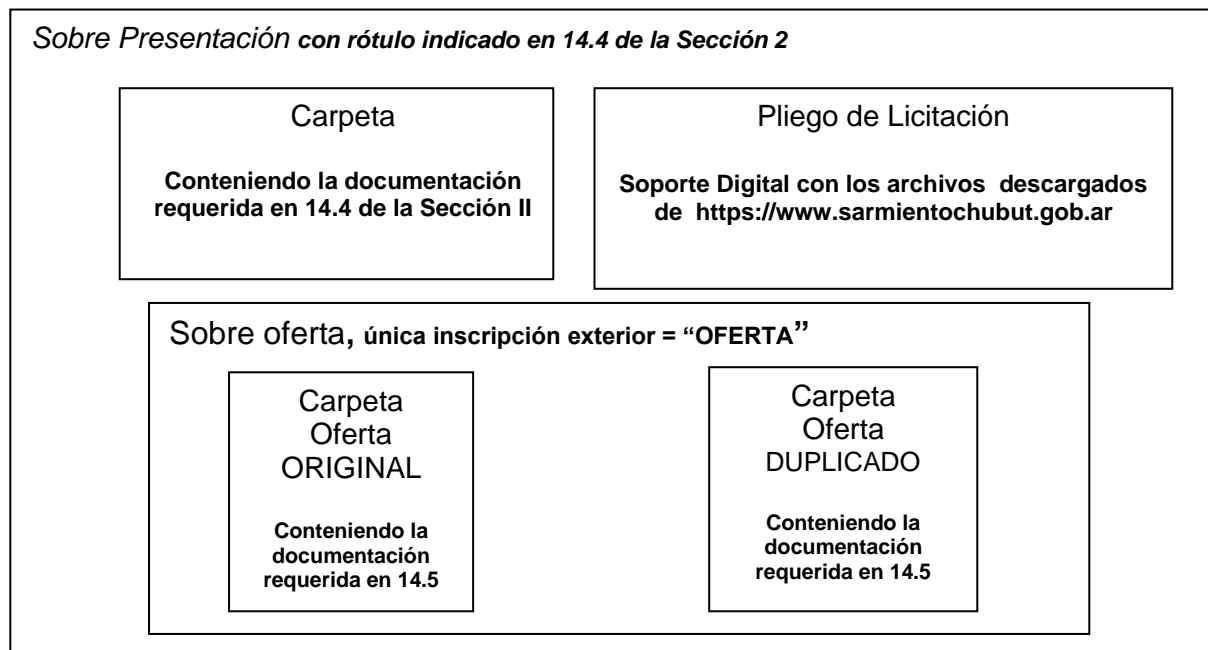 Sobre Presentación con rótulo indicado en 14.4 de la Sección 2
Carpeta
Conteniendo la documentación
requerida en 14.4 de la Sección II
Pliego de Licitación
Soporte Digital con los archivos descargados
de https://www.sarmientochubut.gob.ar
Sobre oferta, única inscripción exterior = “OFERTA”
Carpeta
Oferta
ORIGINAL
Conteniendo la
documentación
requerida en 14.5
Carpeta
Oferta
DUPLICADO
Conteniendo la
documentación
requerida en 14.5